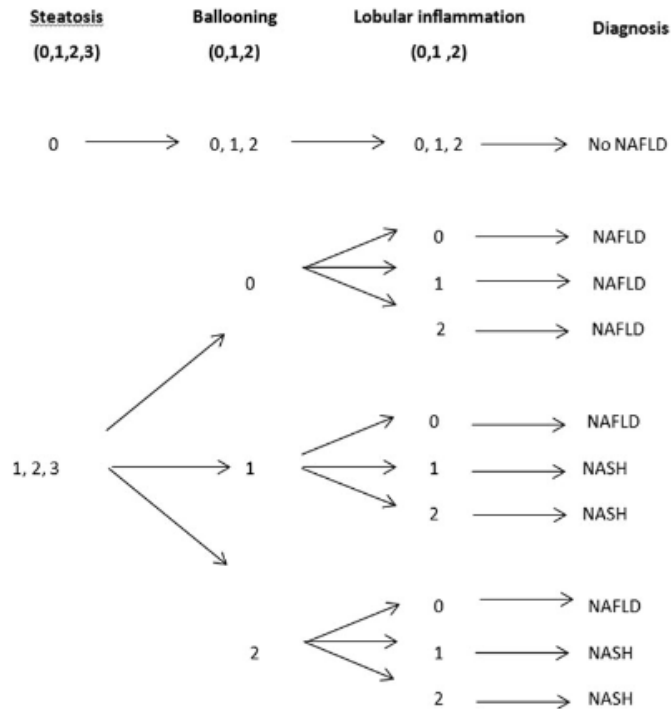 Steatosis Ballooning Lobular inflammation Diagnosis
(0,1,2,3) (0,1,2) (0,1 ,2)
0 0, 1, 2 0, 1, 2 No NAFLD
0 NAFLD
0 1 NAFLD
2 NAFLD
0 NAFLD
1, 2, 3 1 1 NASH
2 NASH
0 NAFLD
2 1 NASH
2 NASH